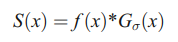 S(x) = f(x)*G_σ(x)